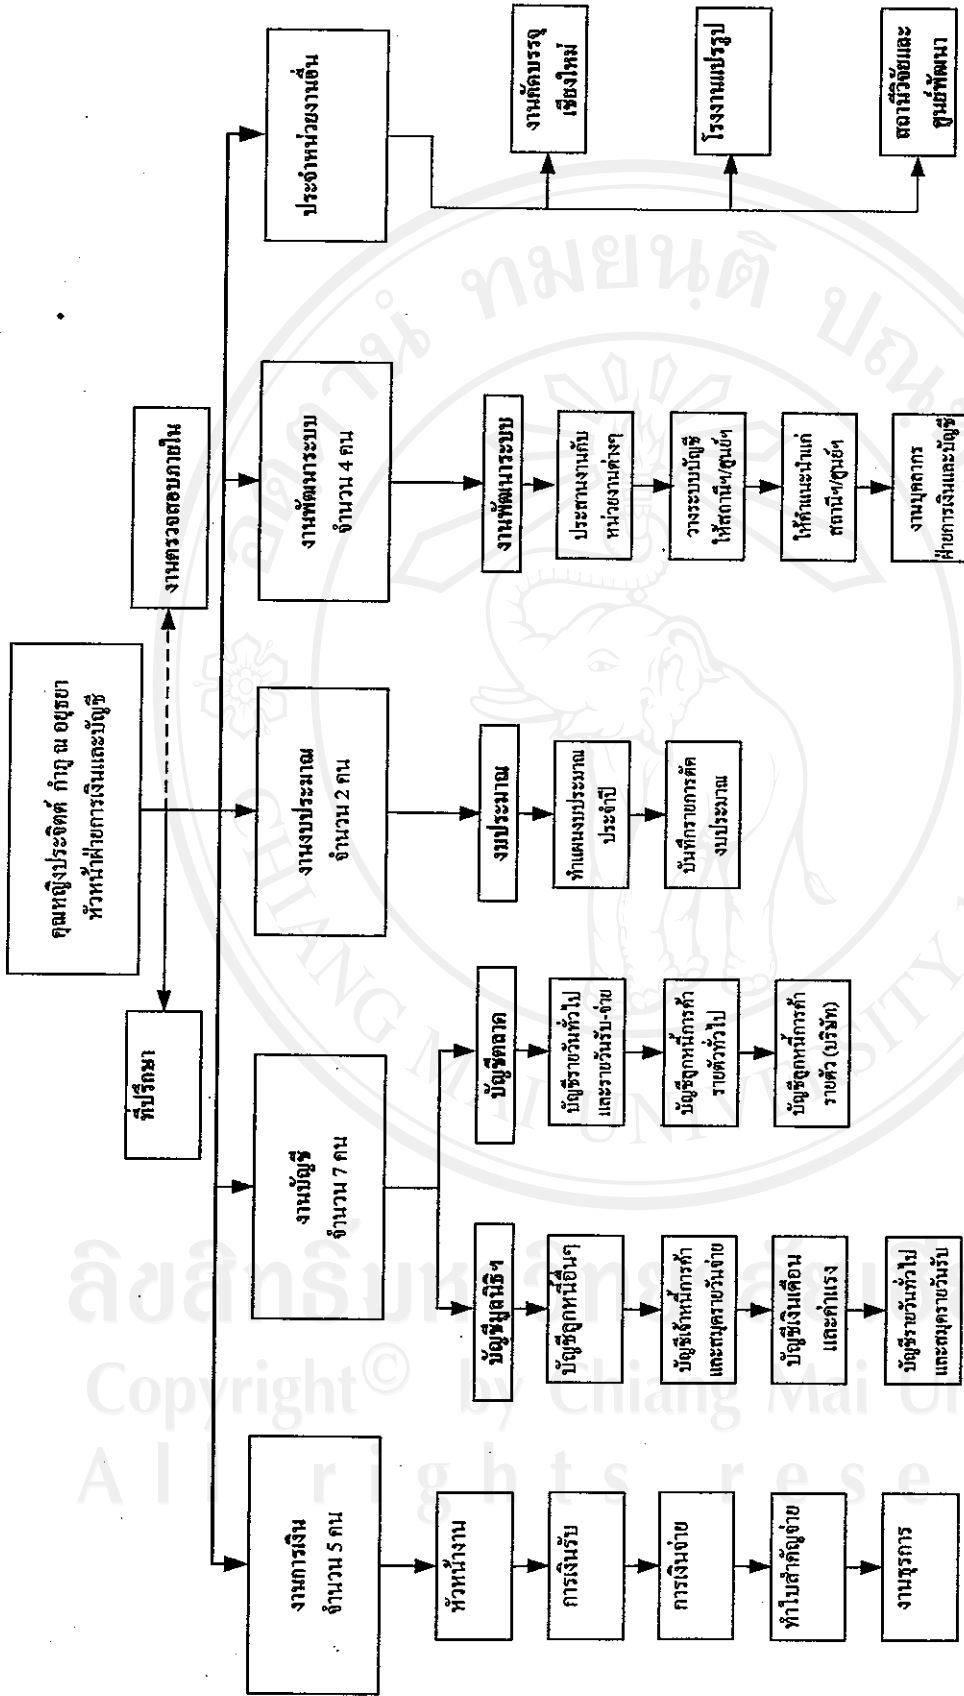 คุณหญิงประจิตต์ กำภู ณ อยุธยา
หัวหน้าฝ่ายการเงินและบัญชี
ที่ปรึกษา
งานตรวจสอบภายใน
งานการเงิน
จำนวน 5 คน
งานบัญชี
จำนวน 7 คน
งานงบประมาณ
จำนวน 2 คน
งานพัฒนาระบบ
จำนวน 4 คน
ประจำหน่วยงานอื่น
หัวหน้างาน
การเงินรับ
การเงินจ่าย
ทำใบสำคัญจ่าย
งานธุรการ
บัญชีมูลนิธิฯ
บัญชีลูกหนี้อื่นๆ
บัญชีเจ้าหนี้การค้า
และสมุดรายวันจ่าย
บัญชีเงินเดือน
และค่าแรง
บัญชีรายวันทั่วไป
และสมุดรายวันรับ
บัญชีตลาด
บัญชีรายวันทั่วไป
และรายวันรับ-จ่าย
บัญชีลูกหนี้การค้า
รายตัวทั่วไป
บัญชีลูกหนี้การค้า
รายตัว (บริษัท)
งบประมาณ
ทำแผนงบประมาณ
ประจำปี
บันทึกรายการตัด
งบประมาณ
งานพัฒนาระบบ
ประสานงานกับ
หน่วยงานต่างๆ
วางระบบบัญชี
ให้สถานีฯ/ศูนย์ฯ
ให้คำแนะนำแก่
สถานีฯ/ศูนย์ฯ
งานบุคลากร
ฝ่ายการเงินและบัญชี
งานคัดบรรจุ
เชียงใหม่
โรงงานแปรรูป
สถานีวิจัยและ
ศูนย์พัฒนา
CHIANG MAI UNIVERSITY
Copyright© by Chiang Mai
All rights rese